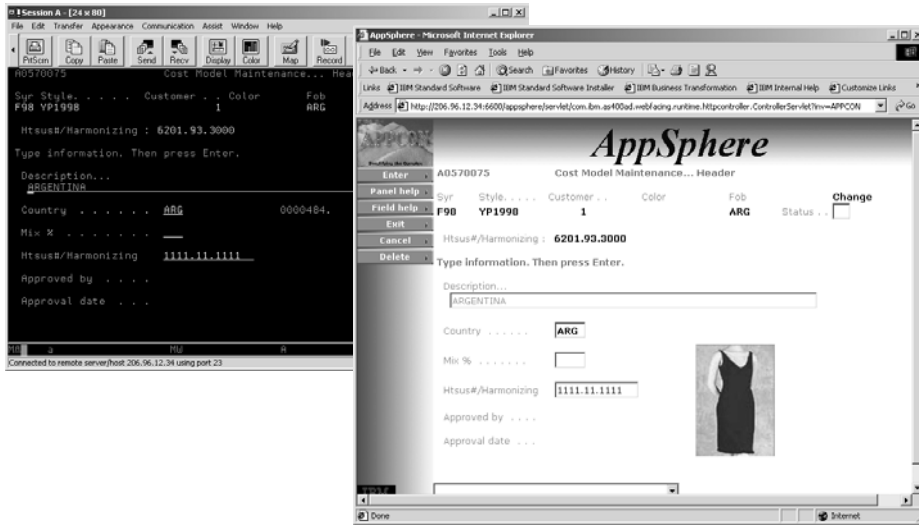 Session A - [24 x 80]
File Edit Transfer Appearance Communication Assist Window Help
PrtScrn Copy Paste Send Recv Display Color Map Record
A0570075 Cost Model Maintenance... Head
Syr Style. . . . . Customer . . Color Fob
F98 YP1998 1 ARG
Htsus#/Harmonizing : 6201.93.3000
Type information. Then press Enter.
Description...
ARGENTINA
Country . . . . . . ARG 0000484.
Mix % . . . . . . .
Htsus#/Harmonizing 1111.11.1111
Approved by . . . .
Approval date . . .
a MW A
Connected to remote server/host 206.96.12.34 using port 23
AppSphere - Microsoft Internet Explorer
File Edit View Favorites Tools Help
Back Search Favorites History
Links IBM Standard Software IBM Standard Software Installer IBM Business Transformation IBM Internal Help Customize Links
Address http://206.96.12.34:6600/appsphere/servlet/com.ibm.as400ad.webfacing.runtime.httpcontroller.ControllerServlet?inv=APPCON Go
APPCON
AppSphere
Enter
Panel help
Field help
Exit
Cancel
Delete
A0570075 Cost Model Maintenance... Header
Syr Style..... Customer . . Color Fob Change
F98 YP1998 1 ARG Status . .
Htsus#/Harmonizing : 6201.93.3000
Type information. Then press Enter.
Description...
ARGENTINA
Country . . . . . . ARG
Mix % . . . . . . .
Htsus#/Harmonizing 1111.11.1111
Approved by . . . .
Approval date . . .
IBM
Done Internet